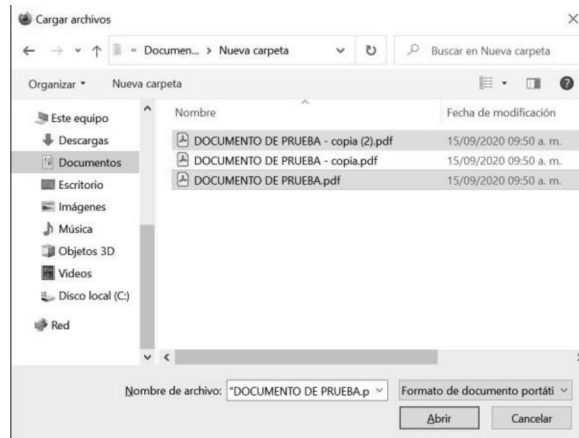 Cargar archivos
« Documen... > Nueva carpeta
Buscar en Nueva carpeta
Organizar
Nueva carpeta
Nombre
Fecha de modificación
Este equipo
Descargas
Documentos
Escritorio
Imágenes
Música
Objetos 3D
Videos
Disco local (C:)
Red
DOCUMENTO DE PRUEBA - copia (2).pdf 15/09/2020 09:50 a. m.
DOCUMENTO DE PRUEBA - copia.pdf 15/09/2020 09:50 a. m.
DOCUMENTO DE PRUEBA.pdf 15/09/2020 09:50 a. m.
Nombre de archivo: "DOCUMENTO DE PRUEBA.p
Formato de documento portáti
Abrir
Cancelar